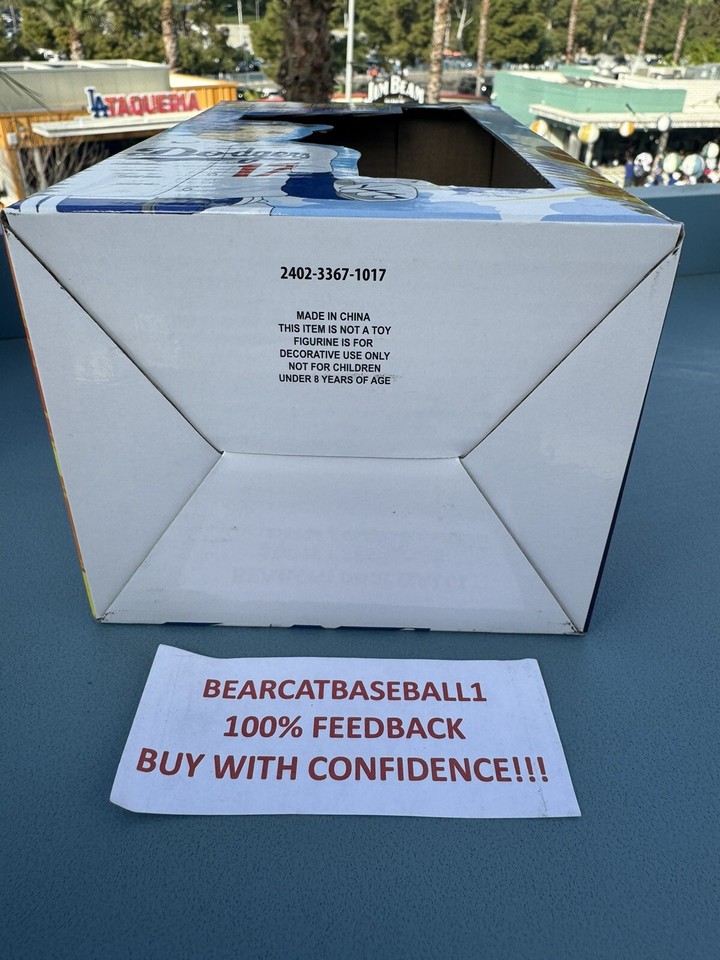 LA TAQUERIA
JIM BEAM
Dodgers
17
2402-3367-1017
MADE IN CHINA
THIS ITEM IS NOT A TOY
FIGURINE IS FOR
DECORATIVE USE ONLY
NOT FOR CHILDREN
UNDER 8 YEARS OF AGE
BEARCATBASEBALL1
100% FEEDBACK
BUY WITH CONFIDENCE!!!